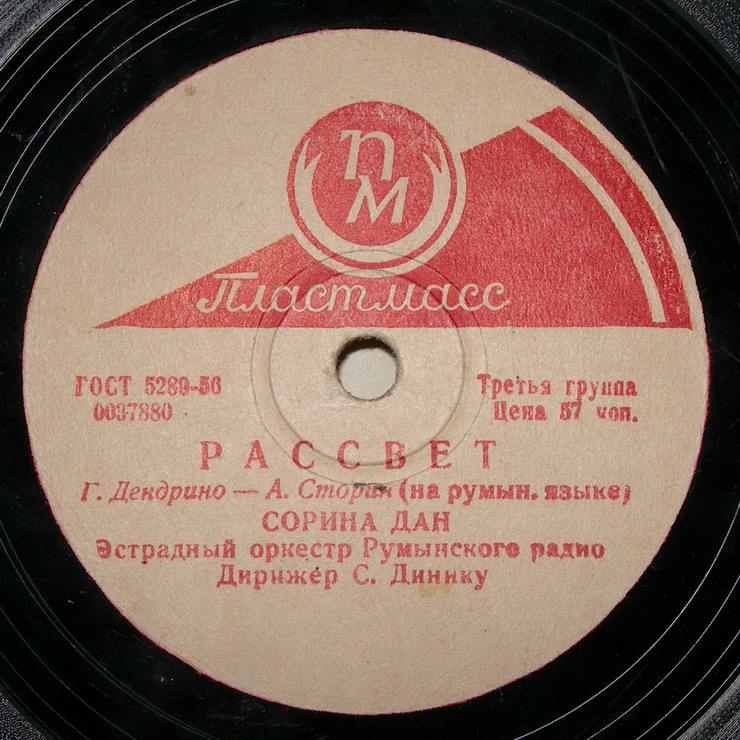 ПМ
Пластмасс
ГОСТ 5289-56
0037880
Третья группа
Цена 57 коп.
РАССВЕТ
Г. Дендрино — А. Сторин (на румын. языке)
СОРИНА ДАН
Эстрадный оркестр Румынского радио
Дирижер С. Динику